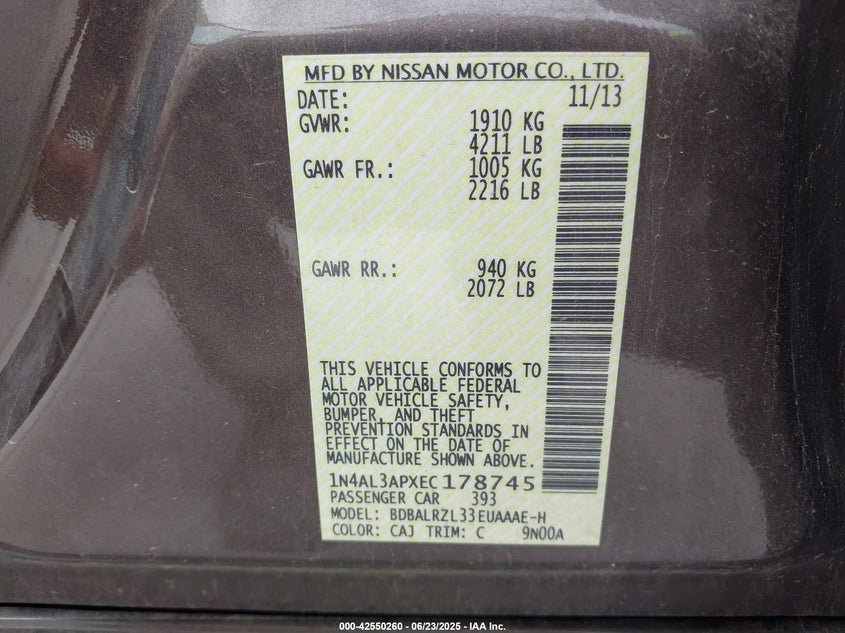 MFD BY NISSAN MOTOR CO., LTD.
DATE: 11/13
GVWR: 1910 KG
4211 LB
GAWR FR.: 1005 KG
2216 LB
GAWR RR.: 940 KG
2072 LB
THIS VEHICLE CONFORMS TO
ALL APPLICABLE FEDERAL
MOTOR VEHICLE SAFETY,
BUMPER, AND THEFT
PREVENTION STANDARDS IN
EFFECT ON THE DATE OF
MANUFACTURE SHOWN ABOVE.
1N4AL3APXEC178745
PASSENGER CAR 393
MODEL: BDBALRZL33EUAAAE-H
COLOR: CAJ TRIM: C 9N00A
000-42550260 - 06/23/2025 - IAA Inc.